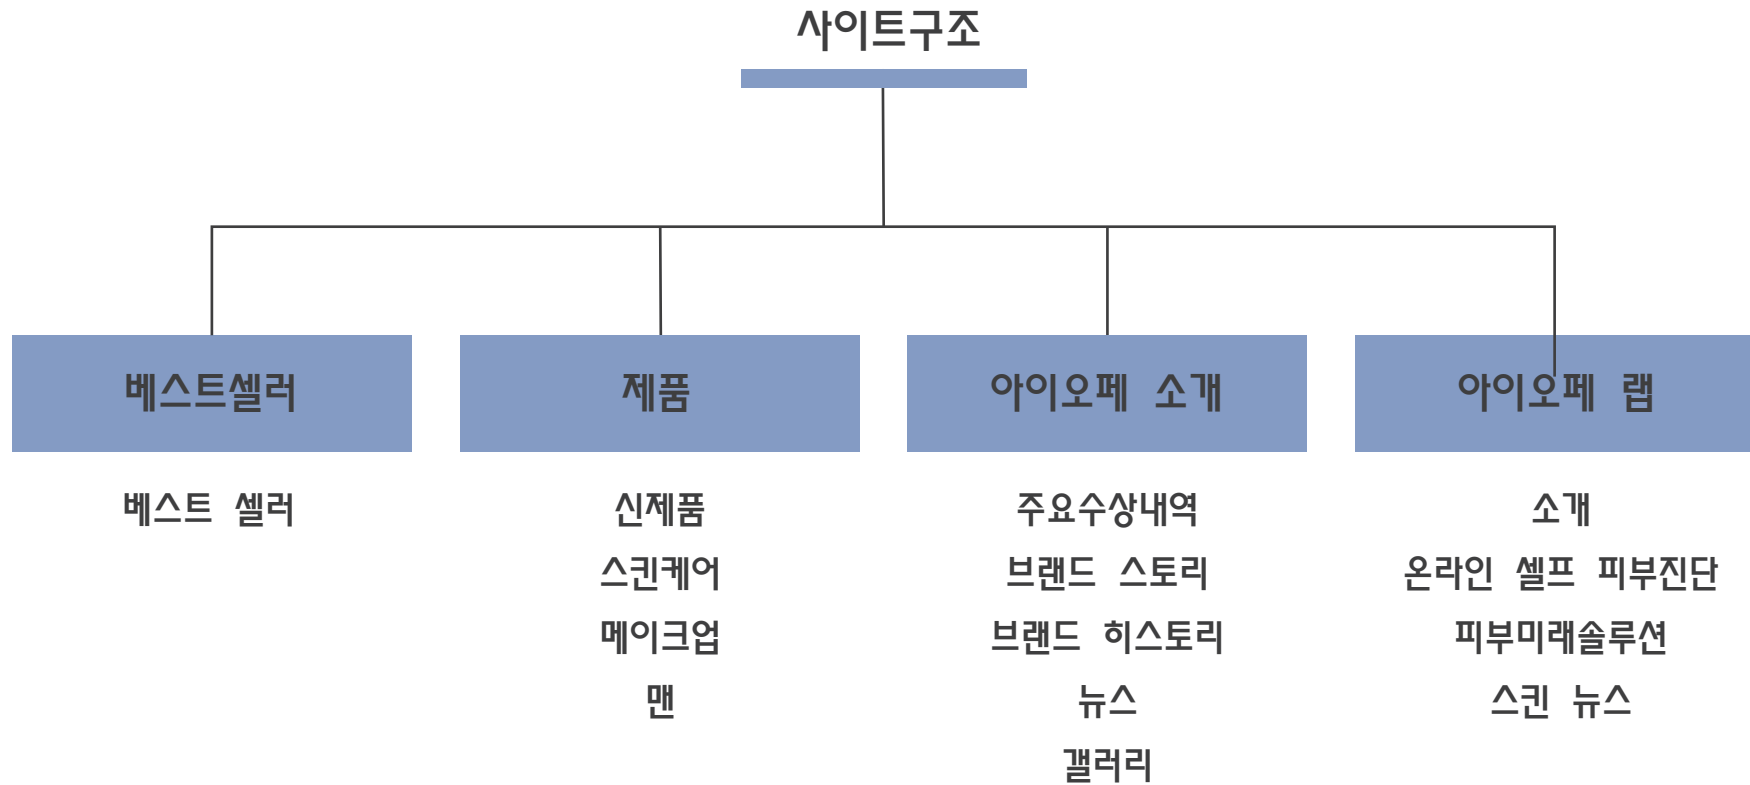 사이트구조
베스트셀러
제품
아이오페 소개
아이오페 랩
베스트 셀러
신제품
스킨케어
메이크업
맨
주요수상내역
브랜드 스토리
브랜드 히스토리
뉴스
갤러리
소개
온라인 셀프 피부진단
피부미래솔루션
스킨 뉴스